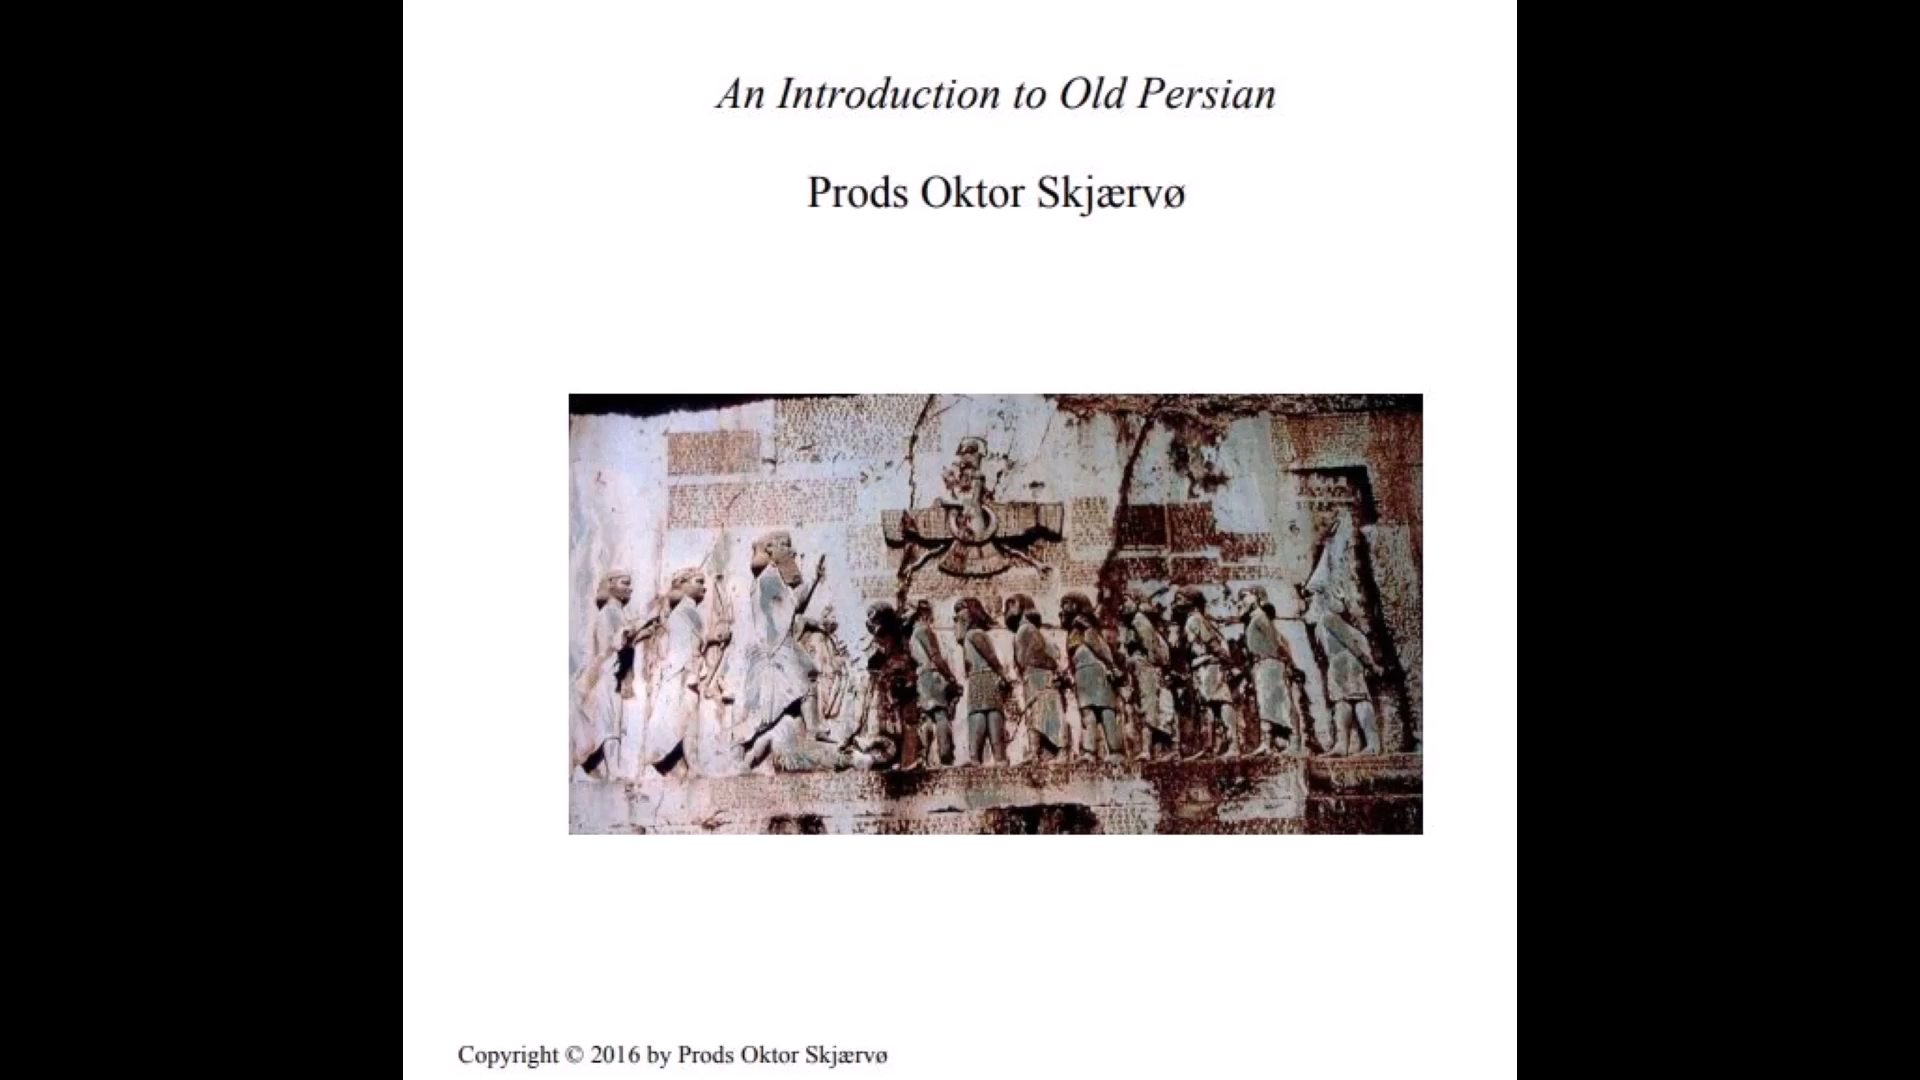 An Introduction to Old Persian
Prods Oktor Skjærvø
Copyright © 2016 by Prods Oktor Skjærvø